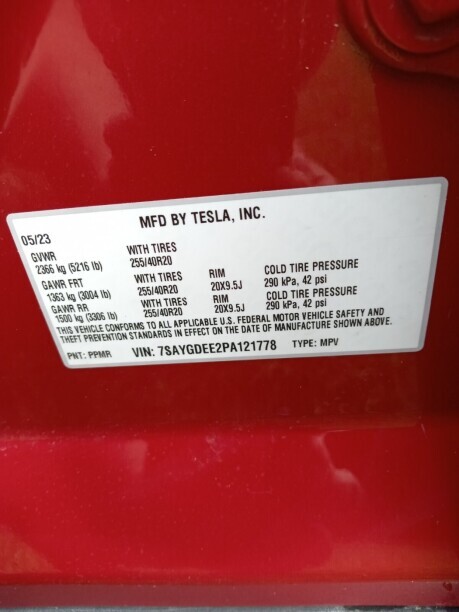 MFD BY TESLA, INC.
05/23
GVWR WITH TIRES
2366 kg (5216 lb) 255/40R20
GAWR FRT WITH TIRES RIM COLD TIRE PRESSURE
1363 kg (3004 lb) 255/40R20 20X9.5J 290 kPa, 42 psi
GAWR RR WITH TIRES RIM COLD TIRE PRESSURE
1500 kg (3306 lb) 255/40R20 20X9.5J 290 kPa, 42 psi
THIS VEHICLE CONFORMS TO ALL APPLICABLE U.S. FEDERAL MOTOR VEHICLE SAFETY AND
THEFT PREVENTION STANDARDS IN EFFECT ON THE DATE OF MANUFACTURE SHOWN ABOVE.
PNT: PPMR VIN: 7SAYGDEE2PA121778 TYPE: MPV